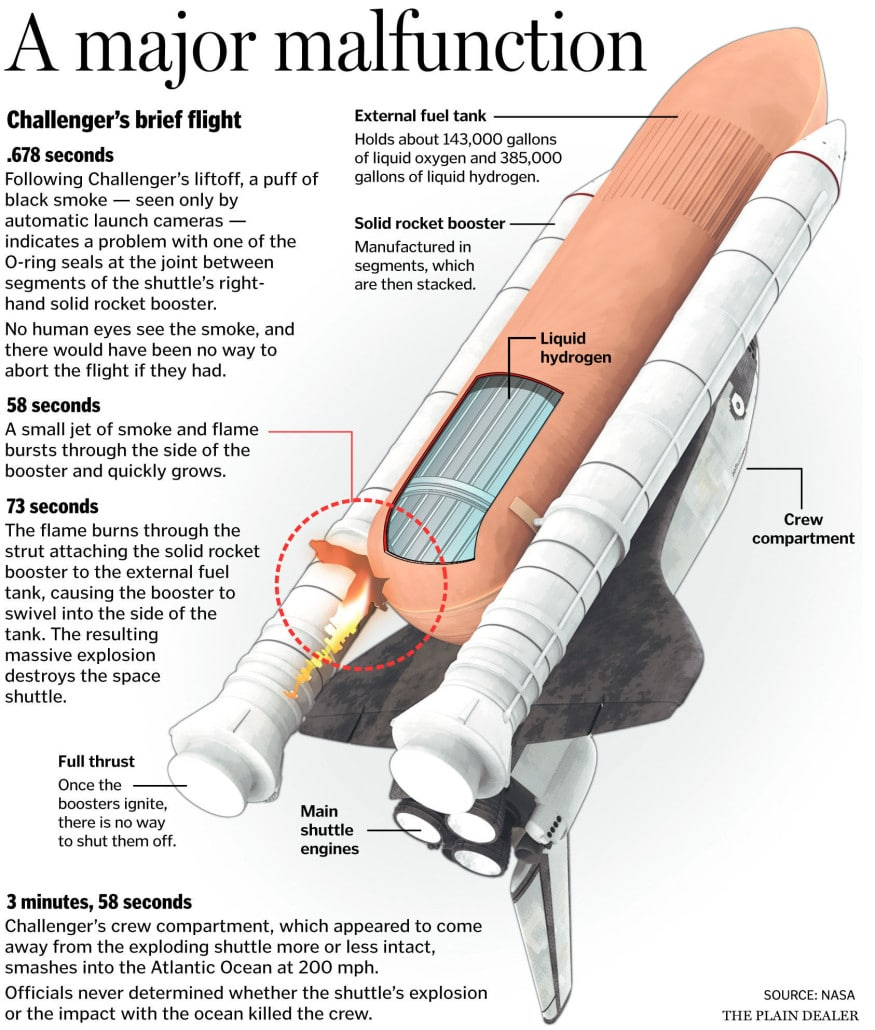 A major malfunction
Challenger's brief flight
.678 seconds
Following Challenger's liftoff, a puff of
black smoke — seen only by
automatic launch cameras —
indicates a problem with one of the
O-ring seals at the joint between
segments of the shuttle's right-
hand solid rocket booster.
No human eyes see the smoke, and
there would have been no way to
abort the flight if they had.
58 seconds
A small jet of smoke and flame
bursts through the side of the
booster and quickly grows.
73 seconds
The flame burns through the
strut attaching the solid rocket
booster to the external fuel
tank, causing the booster to
swivel into the side of the
tank. The resulting
massive explosion
destroys the space
shuttle.
External fuel tank
Holds about 143,000 gallons
of liquid oxygen and 385,000
gallons of liquid hydrogen.
Solid rocket booster
Manufactured in
segments, which
are then stacked.
Liquid
hydrogen
Crew
compartment
Full thrust
Once the
boosters ignite,
there is no way
to shut them off.
Main
shuttle
engines
3 minutes, 58 seconds
Challenger's crew compartment, which appeared to come
away from the exploding shuttle more or less intact,
smashes into the Atlantic Ocean at 200 mph.
Officials never determined whether the shuttle's explosion
or the impact with the ocean killed the crew.
SOURCE: NASA
THE PLAIN DEALER